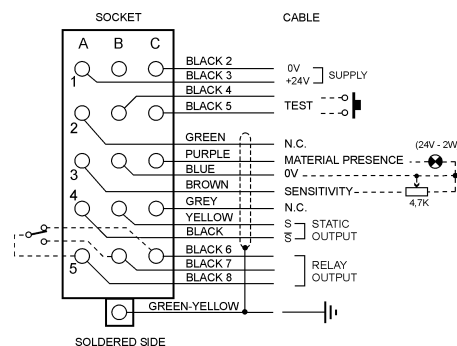 SOCKET
CABLE
A B C
BLACK 2
0V
1
BLACK 3
+24V
SUPPLY
BLACK 4
BLACK 5
TEST
2
GREEN
N.C.
(24V - 2W
PURPLE
MATERIAL PRESENCE
3
BLUE
0V
BROWN
SENSITIVITY
4,7K
4
GREY
N.C.
YELLOW
S
STATIC
BLACK
S̅
OUTPUT
BLACK 6
5
BLACK 7
RELAY
BLACK 8
OUTPUT
GREEN-YELLOW
SOLDERED SIDE